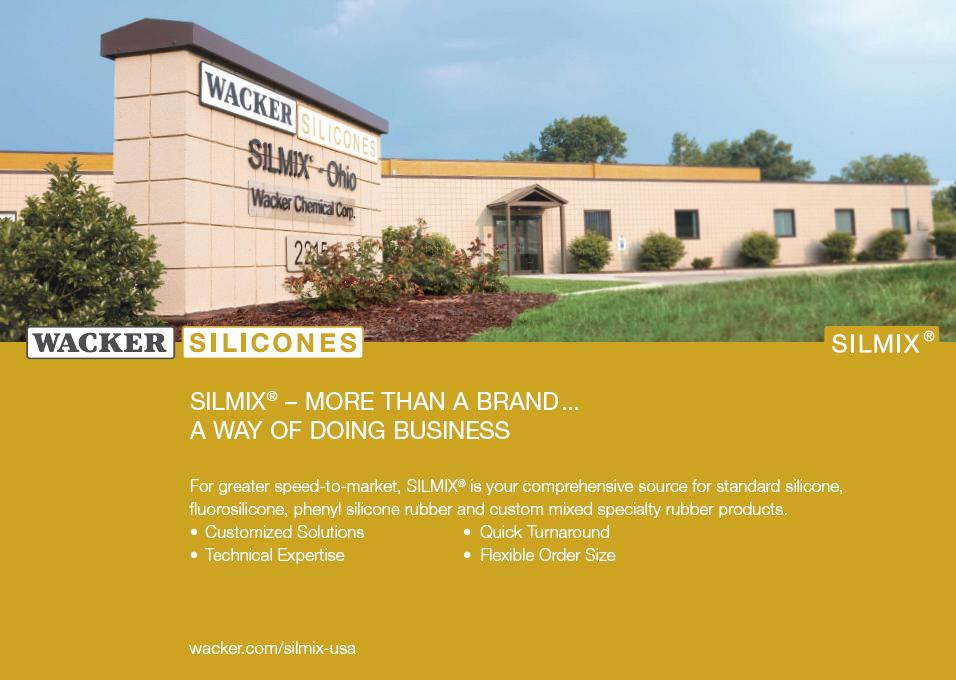 WACKER SILICONES
SILMIX® - Ohio
Wacker Chemical Corp.
2215
WACKER SILICONES
SILMIX®
SILMIX® – MORE THAN A BRAND...
A WAY OF DOING BUSINESS
For greater speed-to-market, SILMIX® is your comprehensive source for standard silicone,
fluorosilicone, phenyl silicone rubber and custom mixed specialty rubber products.
• Customized Solutions • Quick Turnaround
• Technical Expertise • Flexible Order Size
wacker.com/silmix-usa